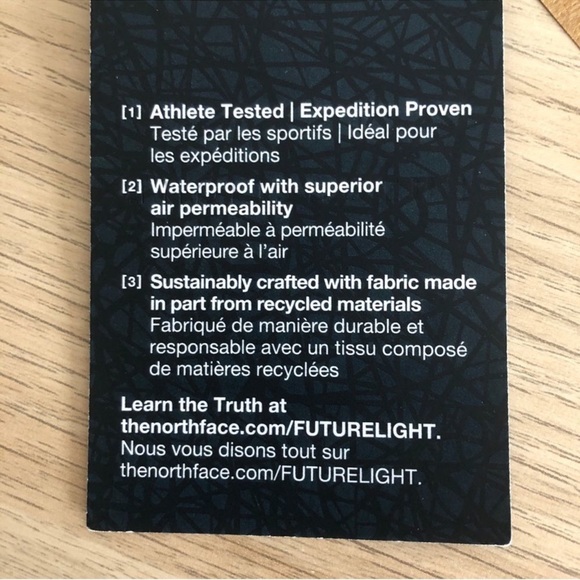 [1] Athlete Tested | Expedition Proven
Testé par les sportifs | Idéal pour
les expéditions
[2] Waterproof with superior
air permeability
Imperméable à perméabilité
supérieure à l'air
[3] Sustainably crafted with fabric made
in part from recycled materials
Fabriqué de manière durable et
responsable avec un tissu composé
de matières recyclées
Learn the Truth at
thenorthface.com/FUTURELIGHT.
Nous vous disons tout sur
thenorthface.com/FUTURELIGHT.